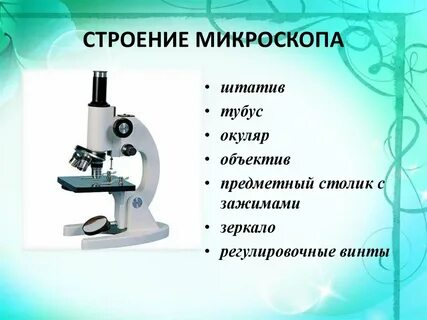 СТРОЕНИЕ МИКРОСКОПА
• штатив
• тубус
• окуляр
• объектив
• предметный столик с
зажимами
• зеркало
• регулировочные винты